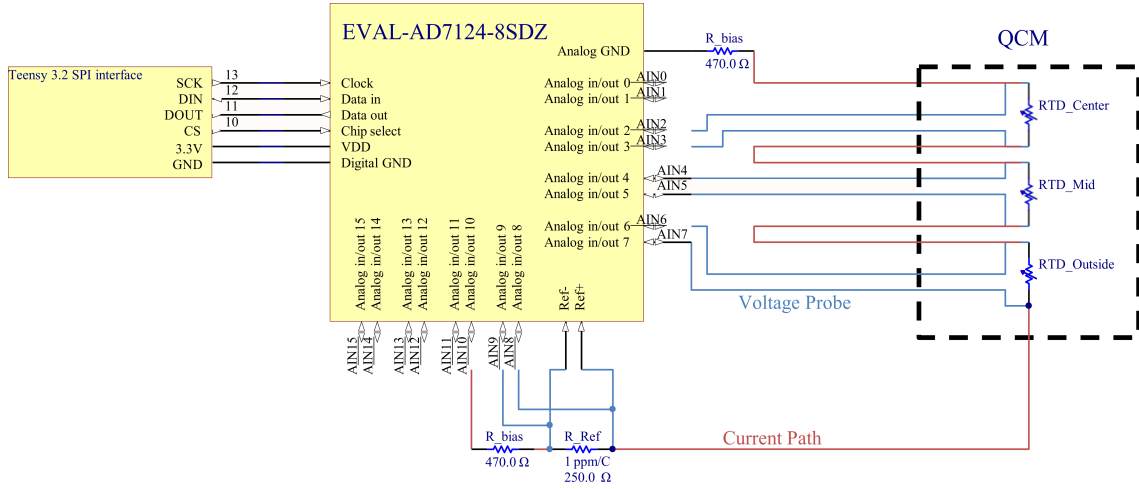 EVAL-AD7124-8SDZ
QCM
Teensy 3.2 SPI interface
SCK
13
Clock
DIN
12
Data in
DOUT
11
Data out
CS
10
Chip select
3.3V
VDD
GND
Digital GND
Analog GND
R_bias
470.0 Ω
Analog in/out 0
AIN0
Analog in/out 1
AIN1
Analog in/out 2
AIN2
Analog in/out 3
AIN3
Analog in/out 4
AIN4
Analog in/out 5
AIN5
Analog in/out 6
AIN6
Analog in/out 7
AIN7
RTD_Center
RTD_Mid
RTD_Outside
Voltage Probe
Analog in/out 15
Analog in/out 14
Analog in/out 13
Analog in/out 12
Analog in/out 11
Analog in/out 10
Analog in/out 9
Analog in/out 8
Ref-
Ref+
AIN15
AIN14
AIN13
AIN12
AIN11
AIN10
AIN9
AIN8
R_bias
470.0 Ω
R_Ref
1 ppm/C
250.0 Ω
Current Path